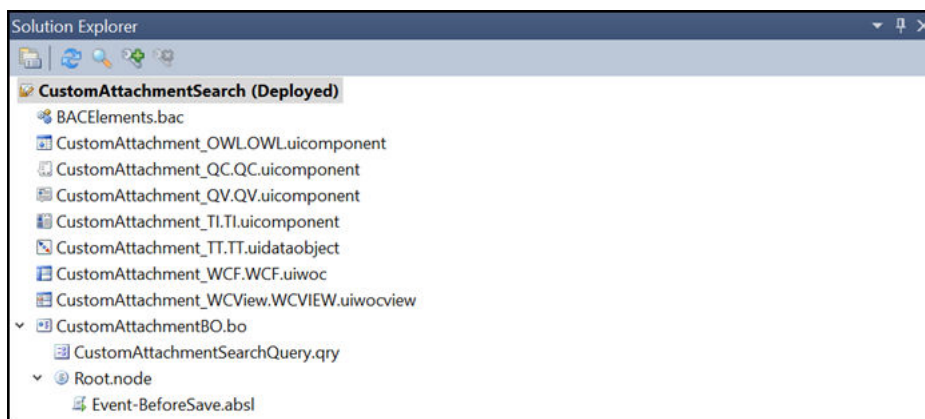 Solution Explorer
CustomAttachmentSearch (Deployed)
BACElements.bac
CustomAttachment_OWL.OWL.uicomponent
CustomAttachment_QC.QC.uicomponent
CustomAttachment_QV.QV.uicomponent
CustomAttachment_TI.TI.uicomponent
CustomAttachment_TT.TT.uidataobject
CustomAttachment_WCF.WCF.uiwoc
CustomAttachment_WCView.WCVIEW.uiwocview
CustomAttachmentBO.bo
CustomAttachmentSearchQuery.qry
Root.node
Event-BeforeSave.absl